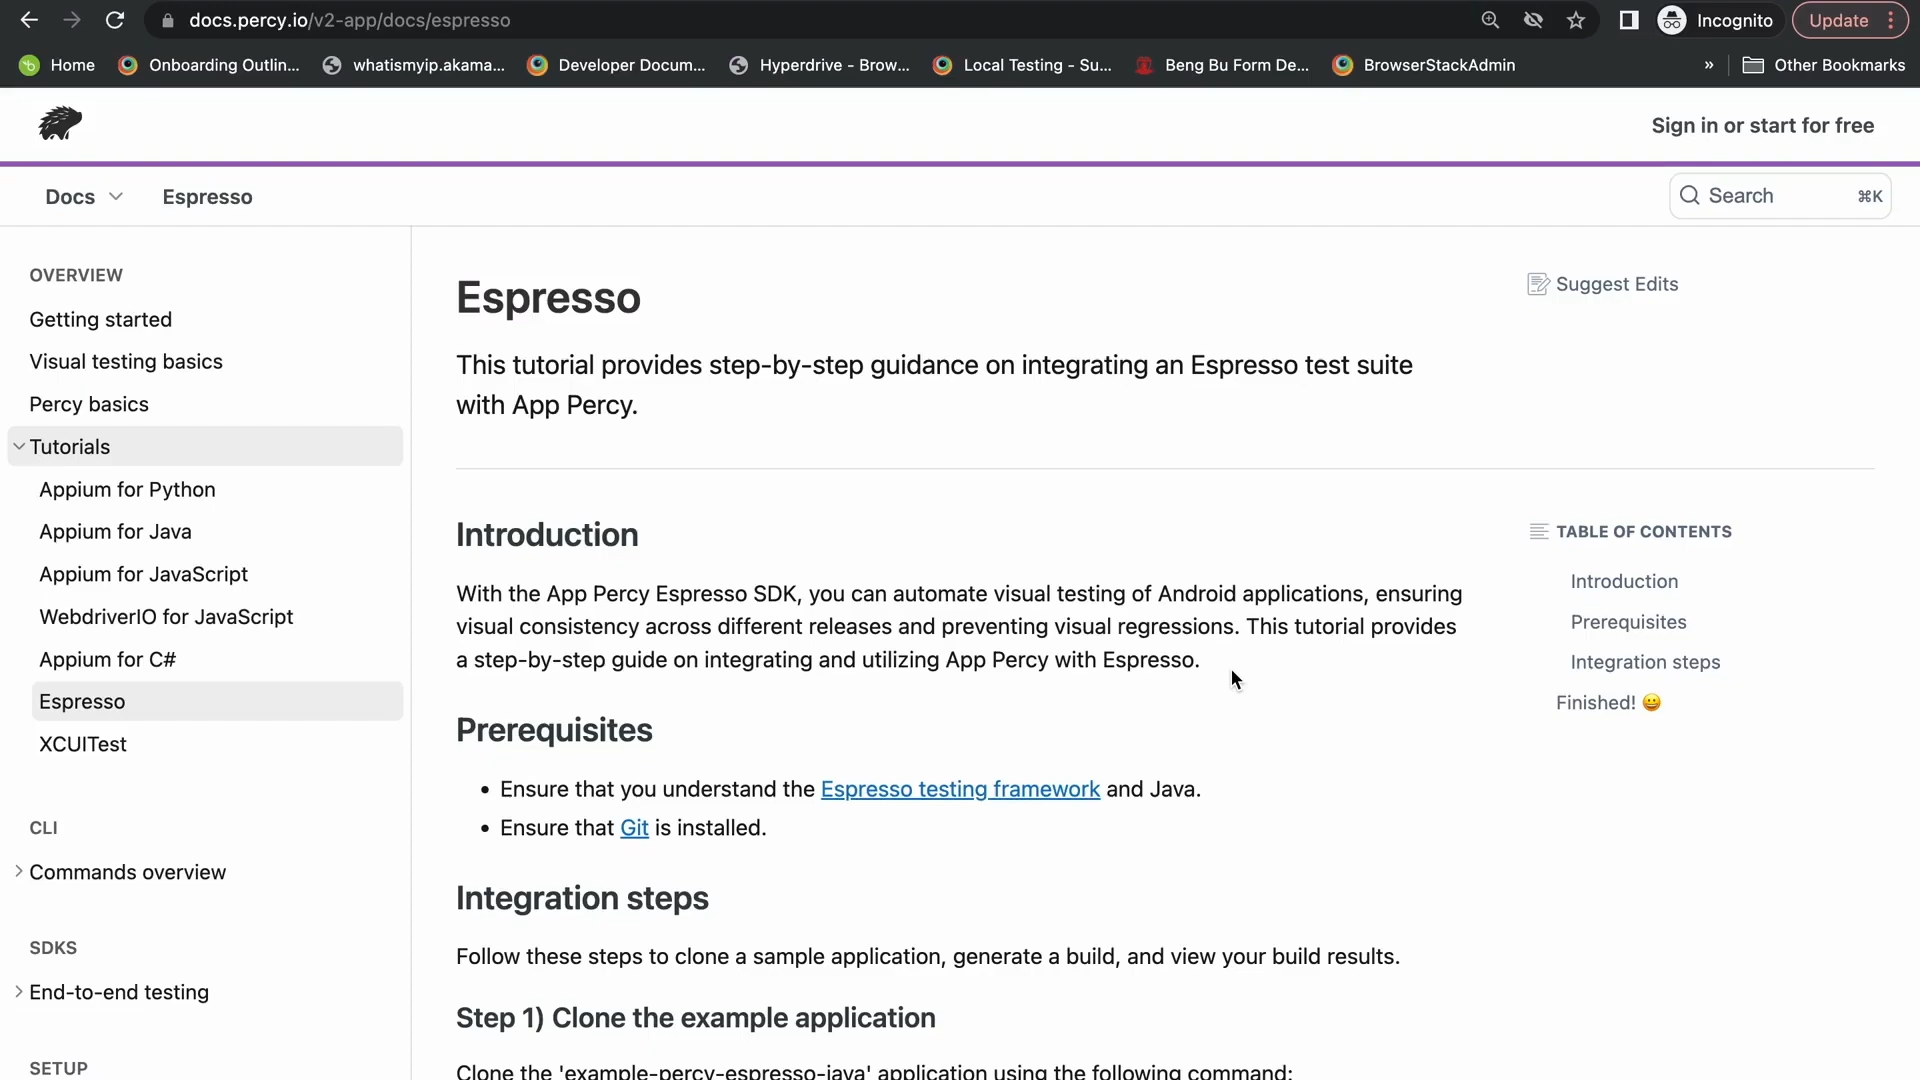 docs.percy.io/v2-app/docs/espresso
Incognito
Update
Home
Onboarding Outlin...
whatismyip.akama...
Developer Docum...
Hyperdrive - Brow...
Local Testing - Su...
Beng Bu Form De...
BrowserStackAdmin
»
Other Bookmarks
Sign in or start for free
Docs
Espresso
Search
⌘K
OVERVIEW
Getting started
Visual testing basics
Percy basics
Tutorials
Appium for Python
Appium for Java
Appium for JavaScript
WebdriverIO for JavaScript
Appium for C#
Espresso
XCUITest
CLI
Commands overview
SDKS
End-to-end testing
SETUP
Espresso
This tutorial provides step-by-step guidance on integrating an Espresso test suite
with App Percy.
Introduction
With the App Percy Espresso SDK, you can automate visual testing of Android applications, ensuring
visual consistency across different releases and preventing visual regressions. This tutorial provides
a step-by-step guide on integrating and utilizing App Percy with Espresso.
Prerequisites
• Ensure that you understand the Espresso testing framework and Java.
• Ensure that Git is installed.
Integration steps
Follow these steps to clone a sample application, generate a build, and view your build results.
Step 1) Clone the example application
Clone the 'example-percy-espresso-java' application using the following command:
Suggest Edits
TABLE OF CONTENTS
Introduction
Prerequisites
Integration steps
Finished! 😀